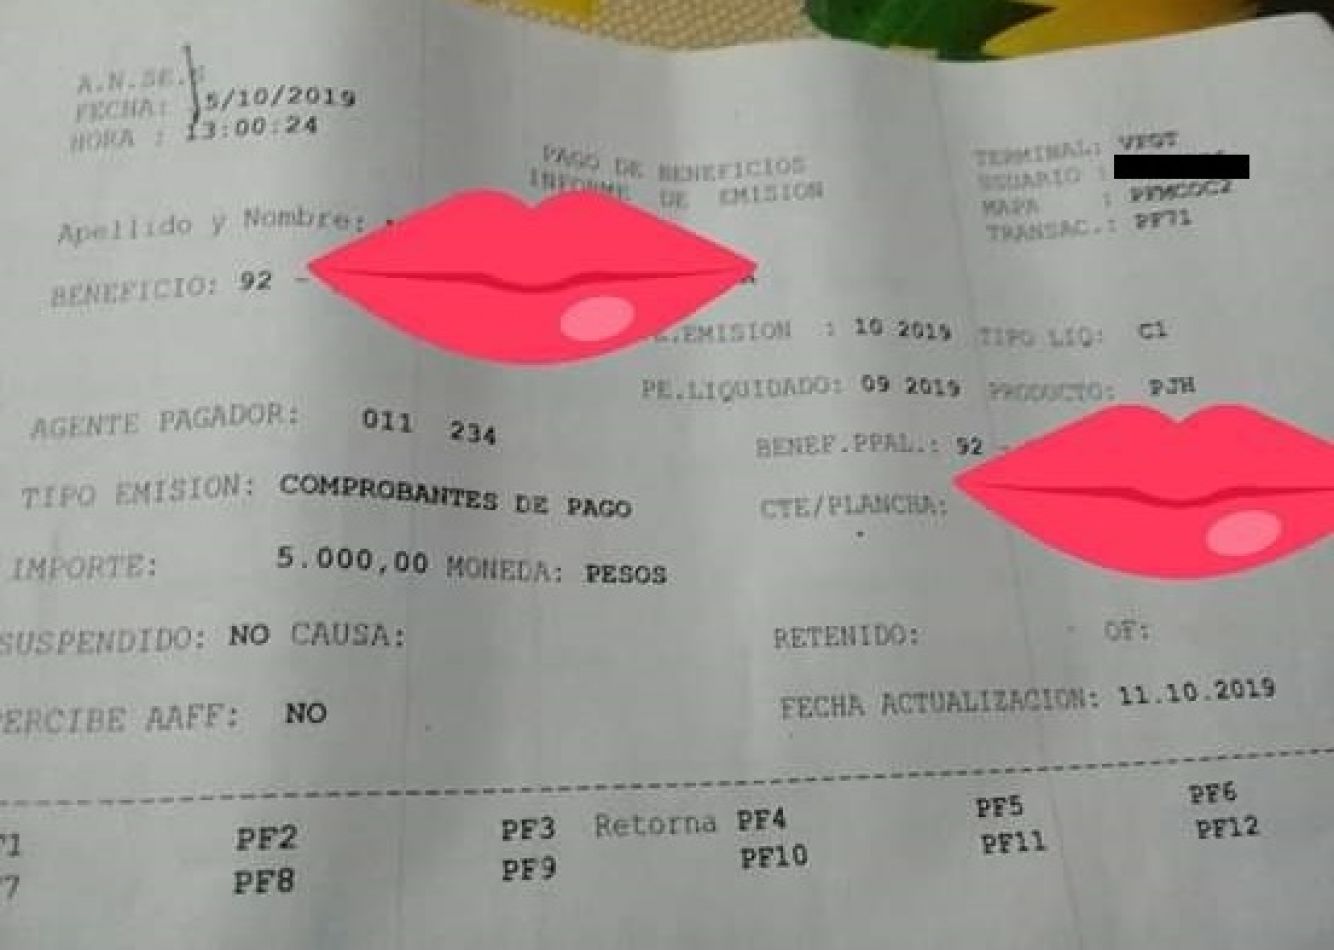 A.N.SE.S
FECHA: 15/10/2019
HORA : 13:00:24
PAGO DE BENEFICIOS
INFORME DE EMISION
TERMINAL: VFGT
USUARIO :
MAPA : PFMCOC2
TRANSAC.: PF71
Apellido y Nombre:
BENEFICIO: 92 -
EMISION : 10 2019 TIPO LIQ: C1
PE.LIQUIDADO: 09 2019 PRODUCTO: PJH
AGENTE PAGADOR: 011 234
BENEF.PPAL.: 92 -
TIPO EMISION: COMPROBANTES DE PAGO
CTE/PLANCHA:
IMPORTE: 5.000,00 MONEDA: PESOS
SUSPENDIDO: NO CAUSA:
RETENIDO: OF:
PERCIBE AAFF: NO
FECHA ACTUALIZACION: 11.10.2019
F1 PF2 PF3 Retorna PF4 PF5 PF6
F7 PF8 PF9 PF10 PF11 PF12